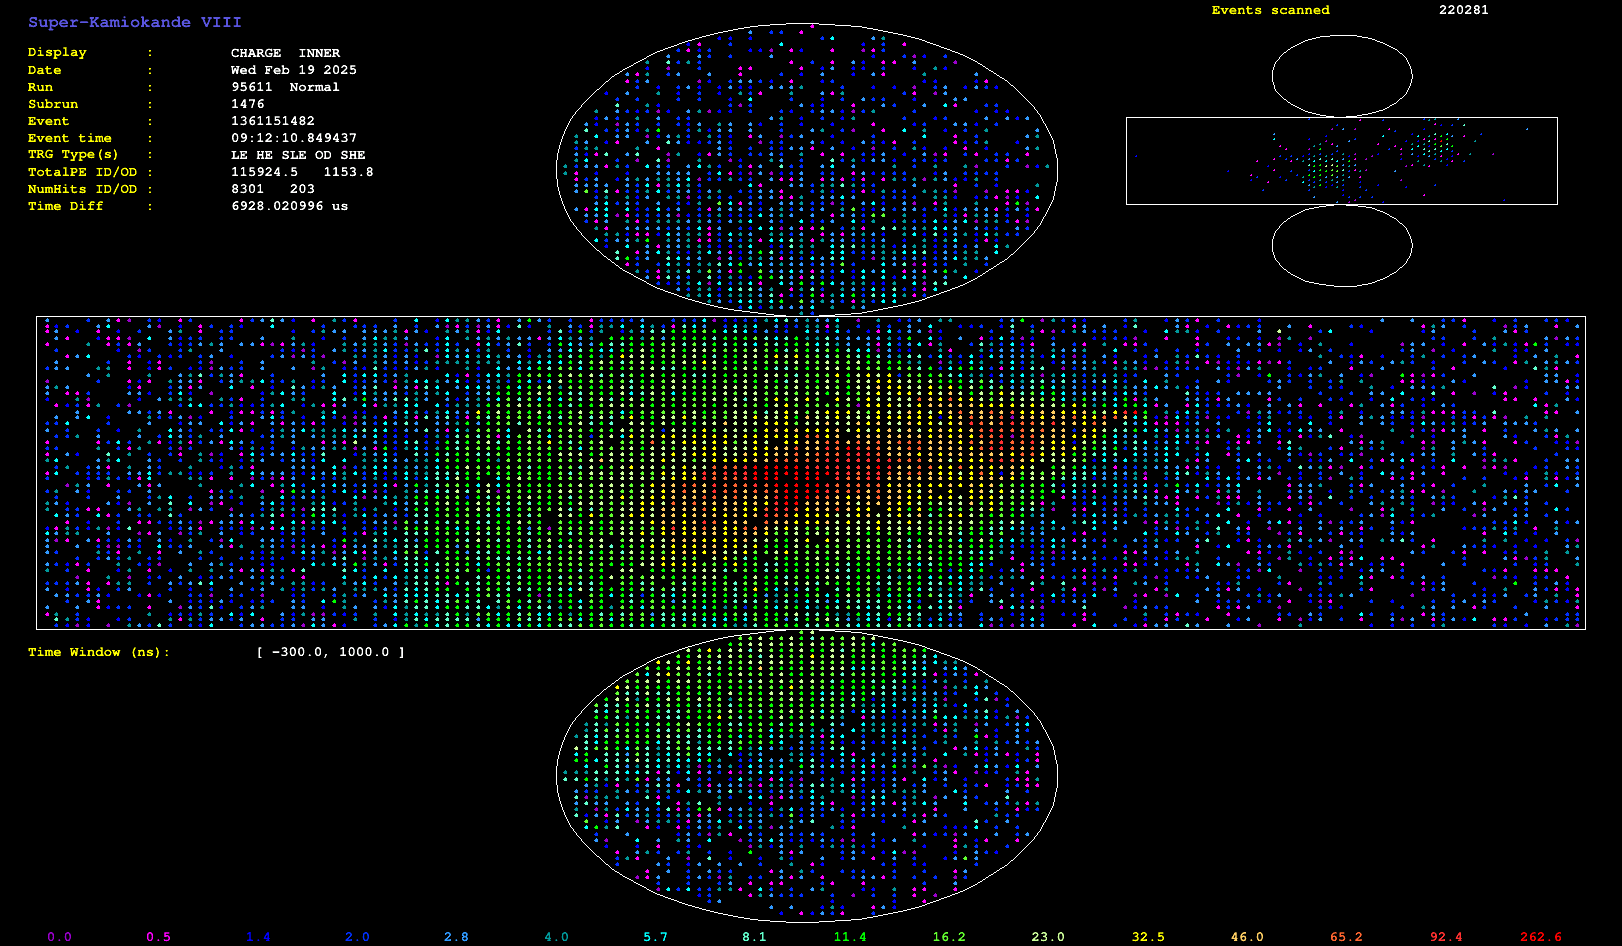 Super-Kamiokande VIII
Events scanned 220281
Display : CHARGE INNER
Date : Wed Feb 19 2025
Run : 95611 Normal
Subrun : 1476
Event : 1361151482
Event time : 09:12:10.849437
TRG Type(s) : LE HE SLE OD SHE
TotalPE ID/OD : 115924.5 1153.8
NumHits ID/OD : 8301 203
Time Diff : 6928.020996 us
Time Window (ns): [ -300.0, 1000.0 ]
0.0 0.5 1.4 2.0 2.8 4.0 5.7 8.1 11.4 16.2 23.0 32.5 46.0 65.2 92.4 262.6